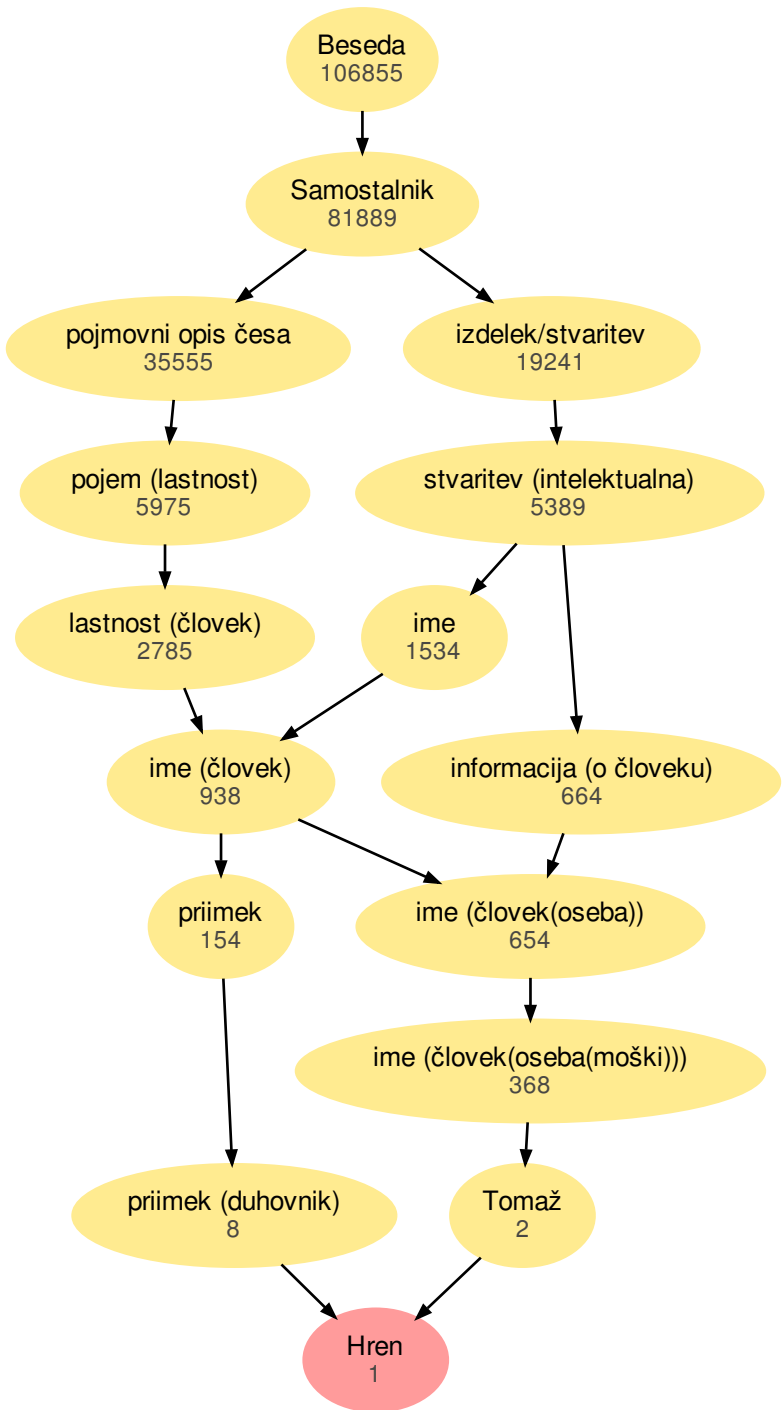 Beseda
106855
Samostalnik
81889
pojmovni opis česa
35555
izdelek/stvaritev
19241
pojem (lastnost)
5975
stvaritev (intelektualna)
5389
lastnost (človek)
2785
ime
1534
ime (človek)
938
informacija (o človeku)
664
priimek
154
ime (človek(oseba))
654
ime (človek(oseba(moški)))
368
priimek (duhovnik)
8
Tomaž
2
Hren
1